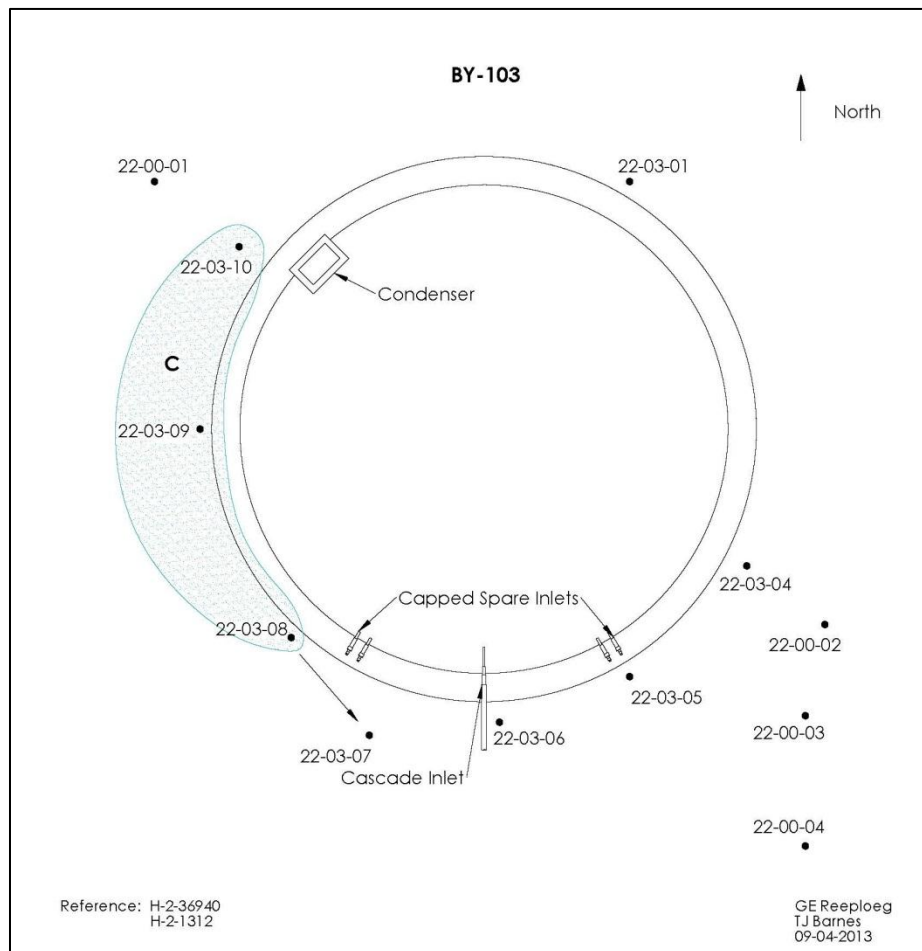 BY-103
North
22-00-01
22-03-01
22-03-10
Condenser
C
22-03-09
22-03-04
Capped Spare Inlets
22-03-08
22-00-02
22-03-05
22-00-03
22-03-06
22-03-07
Cascade Inlet
22-00-04
Reference: H-2-36940
H-2-1312
GE Reeploeg
TJ Barnes
09-04-2013